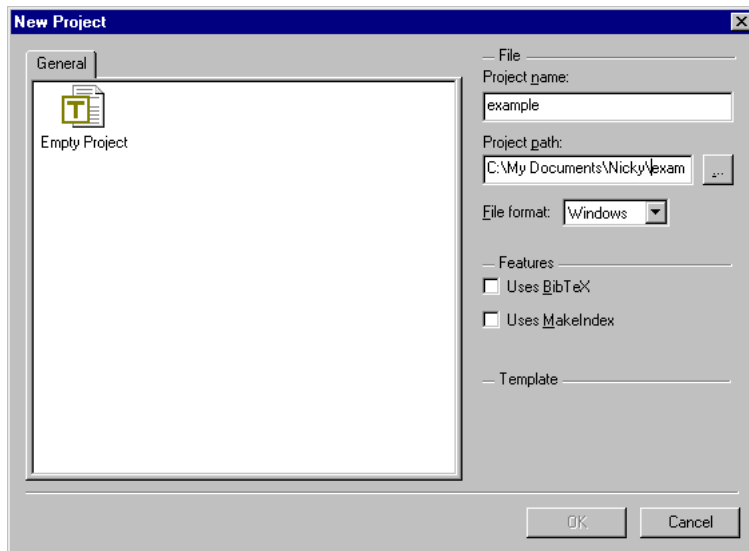 New Project
General
T
Empty Project
File
Project name:
example
Project path:
C:\My Documents\Nicky\exam
...
File format: Windows
Features
Uses BibTeX
Uses MakeIndex
Template
OK
Cancel